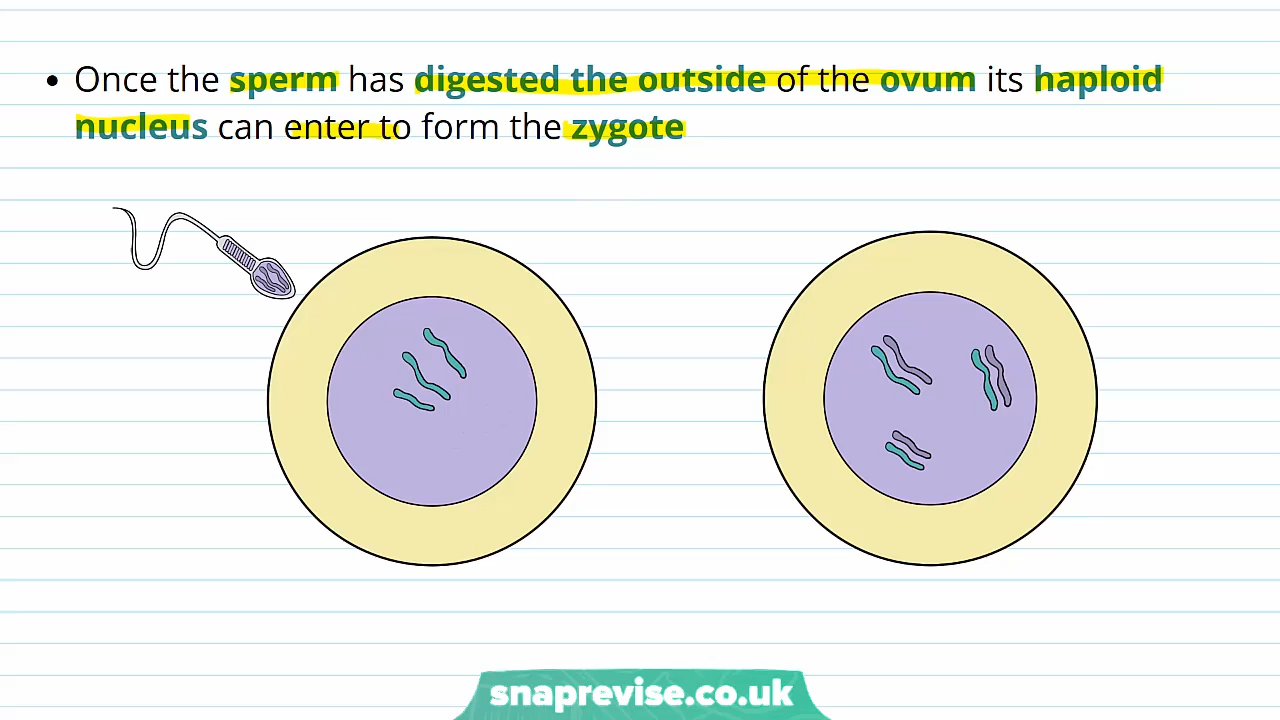 • Once the sperm has digested the outside of the ovum its haploid
nucleus can enter to form the zygote
snaprevise.co.uk